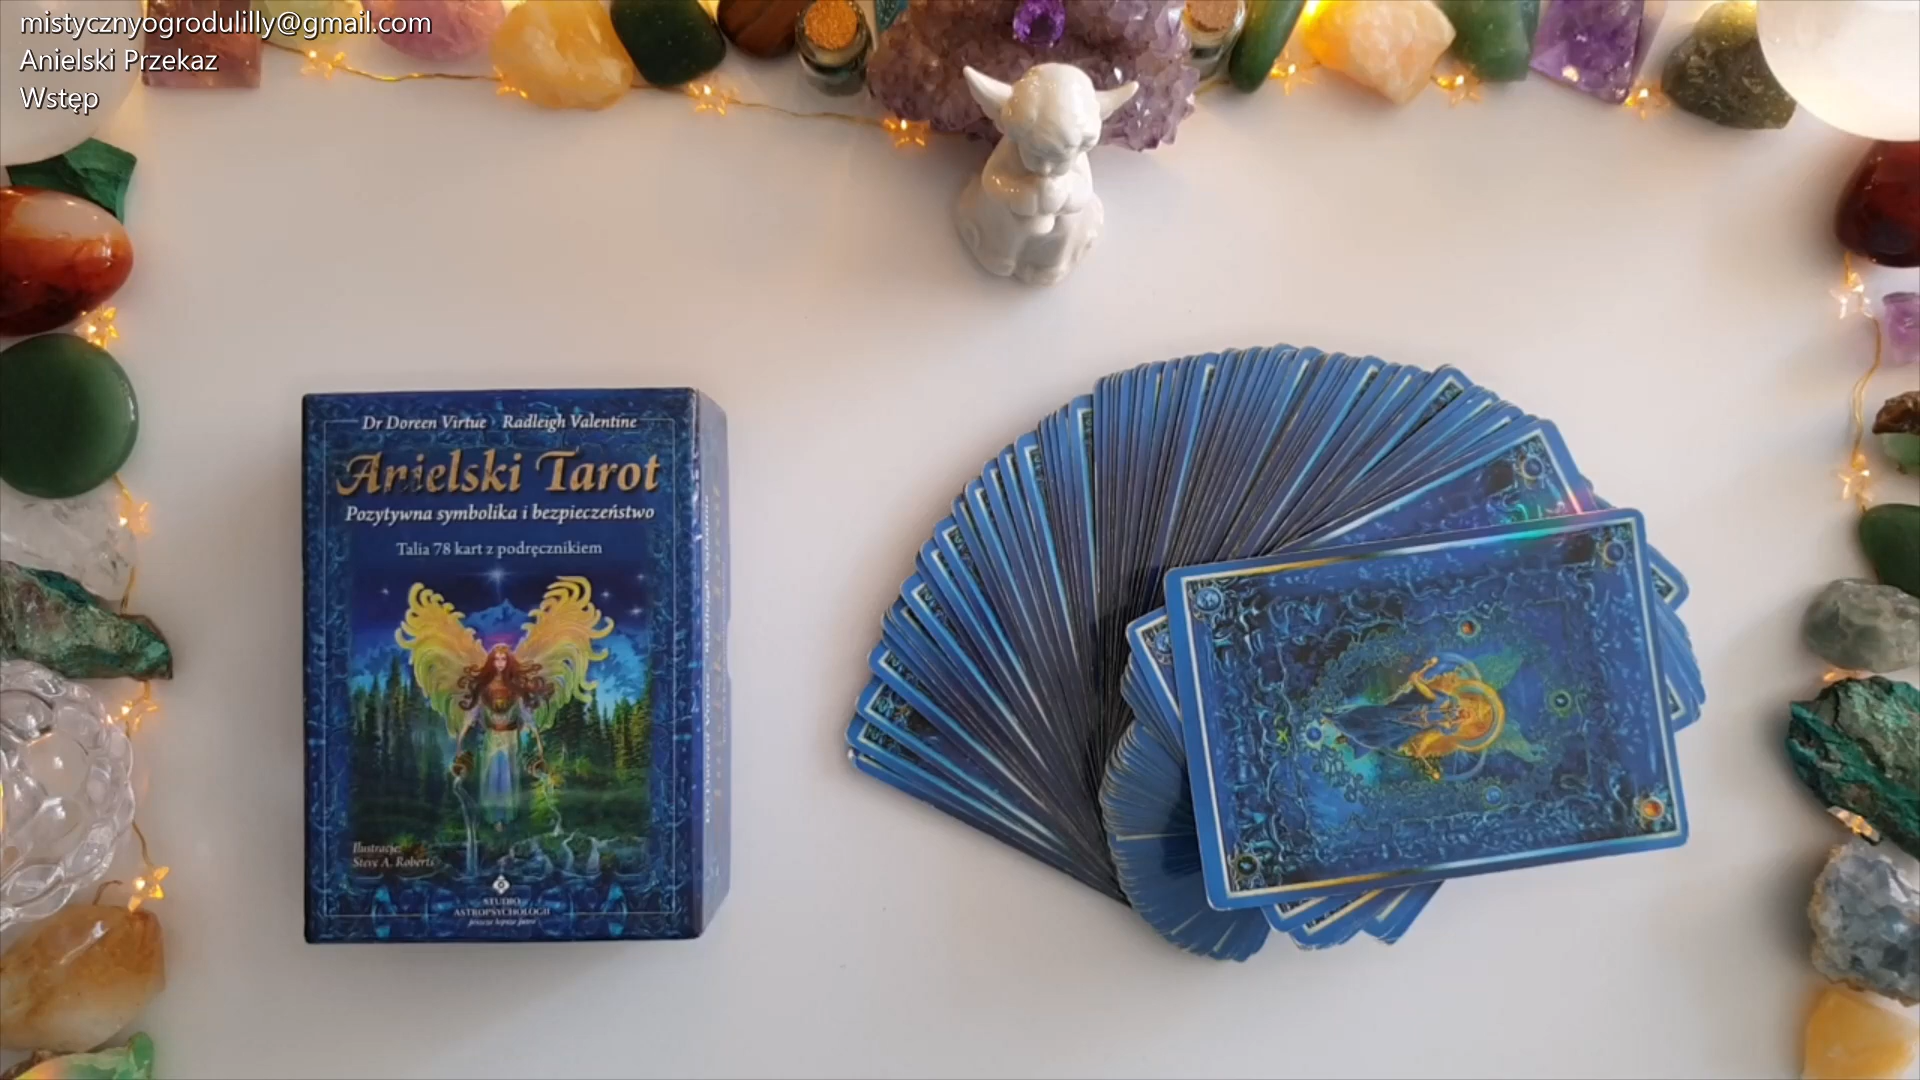 mistycznyogrodulilly@gmail.com
Anielski Przekaz
Wstęp
Dr Doreen Virtue Radleigh Valentine
Anielski Tarot
Pozytywna symbolika i bezpieczeństwo
Talia 78 kart z podręcznikiem
Ilustracje:
Steve A. Roberts
STUDIO
ASTROPSYCHOLOGII